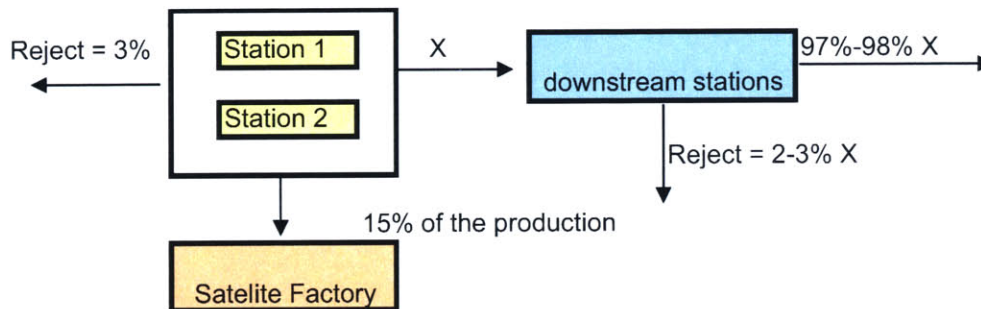 Reject = 3%
Station 1
Station 2
X
downstream stations
97%-98% X
Reject = 2-3% X
15% of the production
Satelite Factory